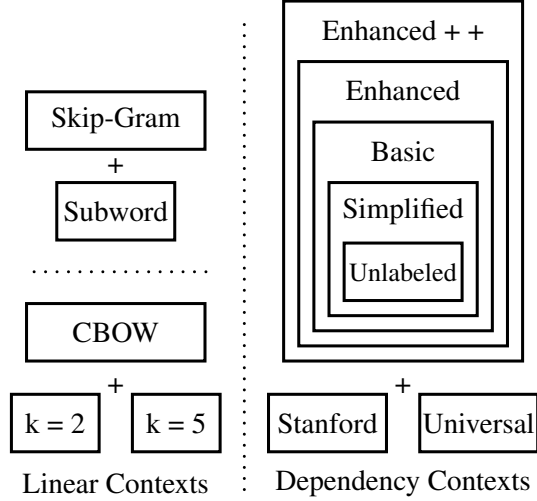 Skip-Gram
+
Subword
CBOW
+
k = 2
k = 5
Linear Contexts
Enhanced + +
Enhanced
Basic
Simplified
Unlabeled
+
Stanford
Universal
Dependency Contexts